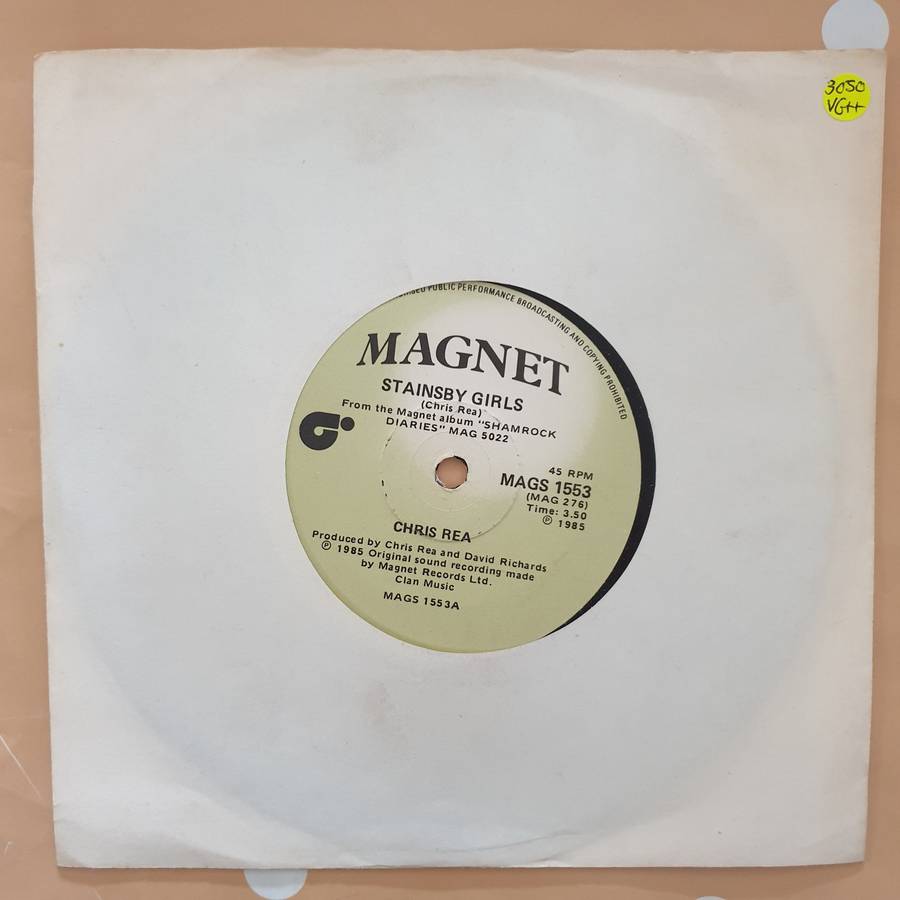 3050
VG++
PUBLIC PERFORMANCE BROADCASTING AND COPYING PROHIBITED
MAGNET
STAINSBY GIRLS
(Chris Rea)
From the Magnet album "SHAMROCK
DIARIES" MAG 5022
45 RPM
MAGS 1553
(MAG 276)
Time: 3.50
Ⓟ 1985
CHRIS REA
Produced by Chris Rea and David Richards
Ⓟ 1985 Original sound recording made
by Magnet Records Ltd.
Clan Music
MAGS 1553A